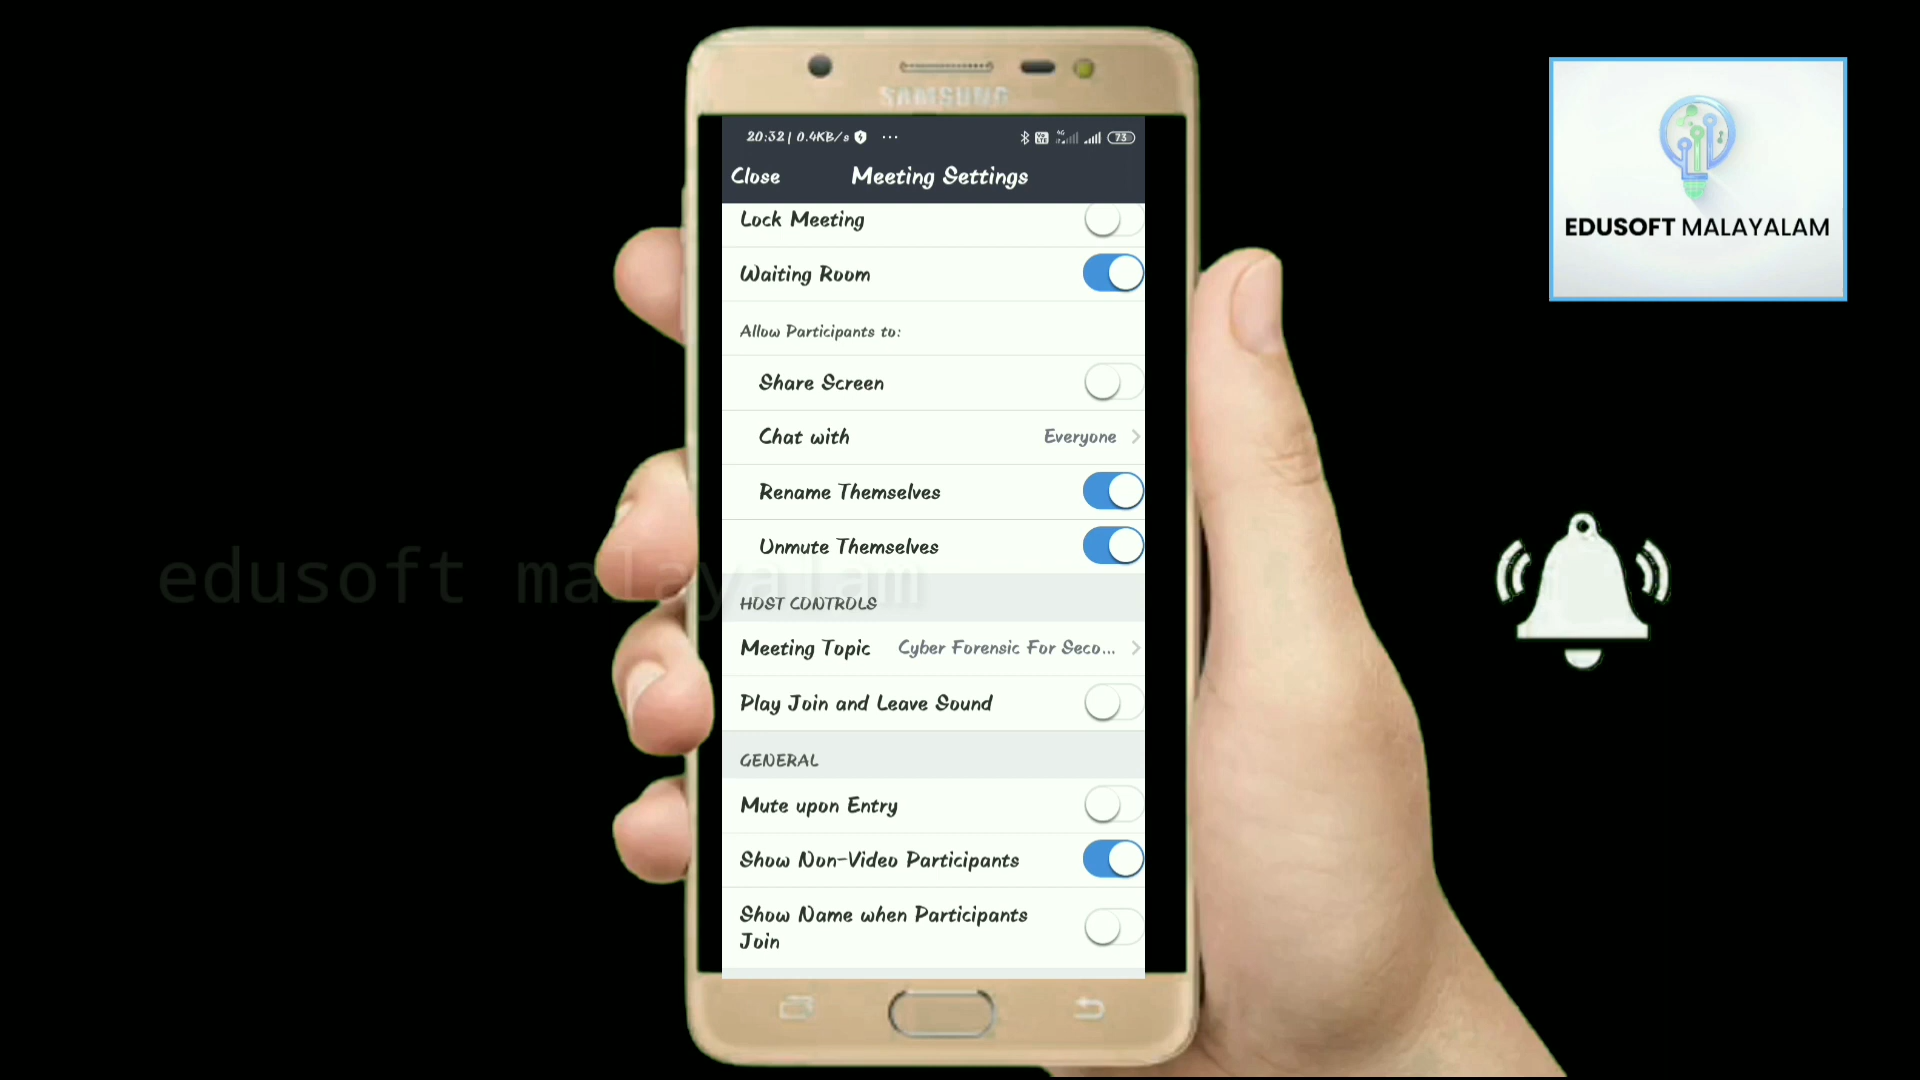 SAMSUNG
20:32 | 0.4KB/s ... 4G 73
Close Meeting Settings
Lock Meeting
Waiting Room
Allow Participants to:
Share Screen
Chat with Everyone
Rename Themselves
Unmute Themselves
HOST CONTROLS
Meeting Topic Cyber Forensic For Seco...
Play Join and Leave Sound
GENERAL
Mute upon Entry
Show Non-Video Participants
Show Name when Participants
Join
edusoft malayalam
EDUSOFT MALAYALAM